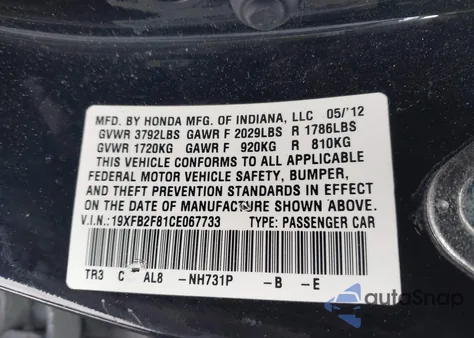 MFD. BY HONDA MFG. OF INDIANA, LLC 05/'12
GVWR 3792LBS GAWR F 2029LBS R 1786LBS
GVWR 1720KG GAWR F 920KG R 810KG
THIS VEHICLE CONFORMS TO ALL APPLICABLE
FEDERAL MOTOR VEHICLE SAFETY, BUMPER,
AND THEFT PREVENTION STANDARDS IN EFFECT
ON THE DATE OF MANUFACTURE SHOWN ABOVE.
V.I.N.:19XFB2F81CE067733 TYPE: PASSENGER CAR
TR3 C AL8 -NH731P -B -E
autoSnap